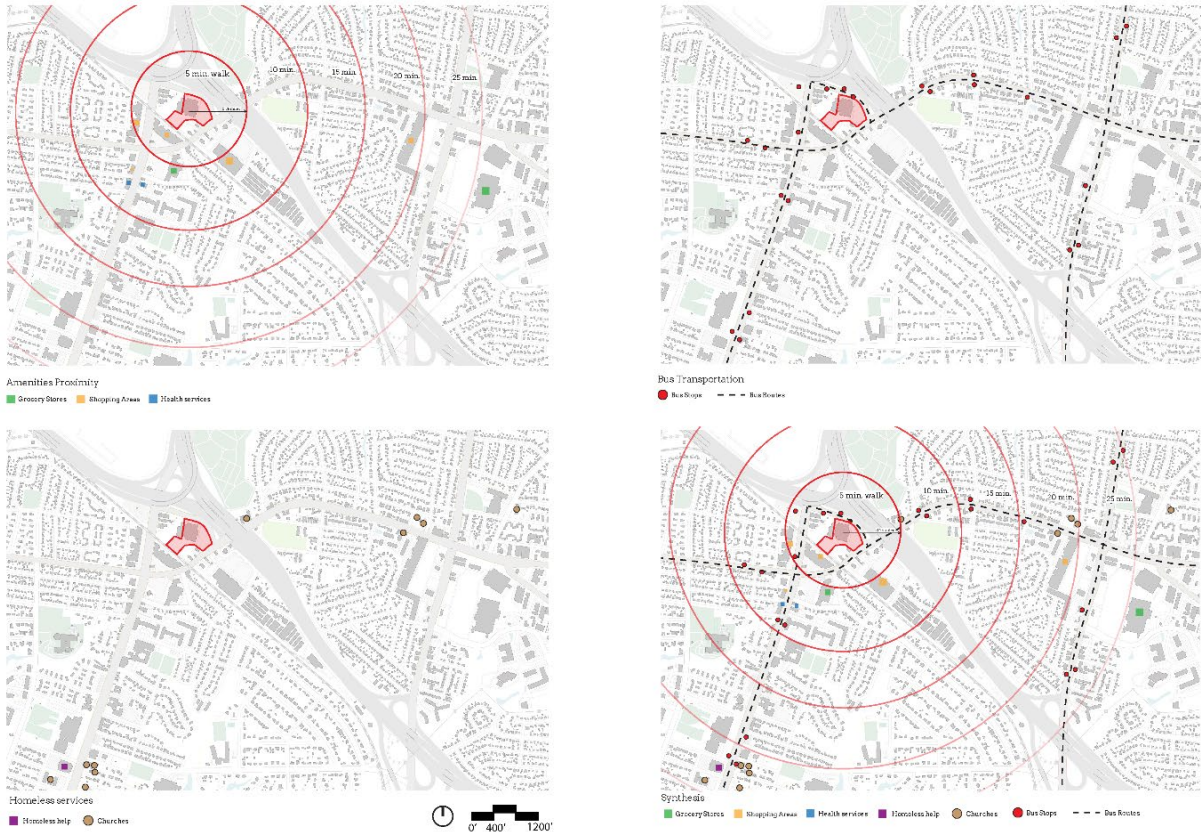 5 min. walk
10 min.
15 min.
20 min.
25 min.
Amenities Proximity
Grocery Stores Shopping Areas Health services
Bus Transportation
Bus Stops Bus Routes
Homeless services
Homeless help Churches
0' 400' 1200'
5 min. walk
10 min.
15 min.
20 min.
25 min.
Synthesis
Grocery Stores Shopping Areas Health services Homeless help Churches Bus Stops Bus Routes